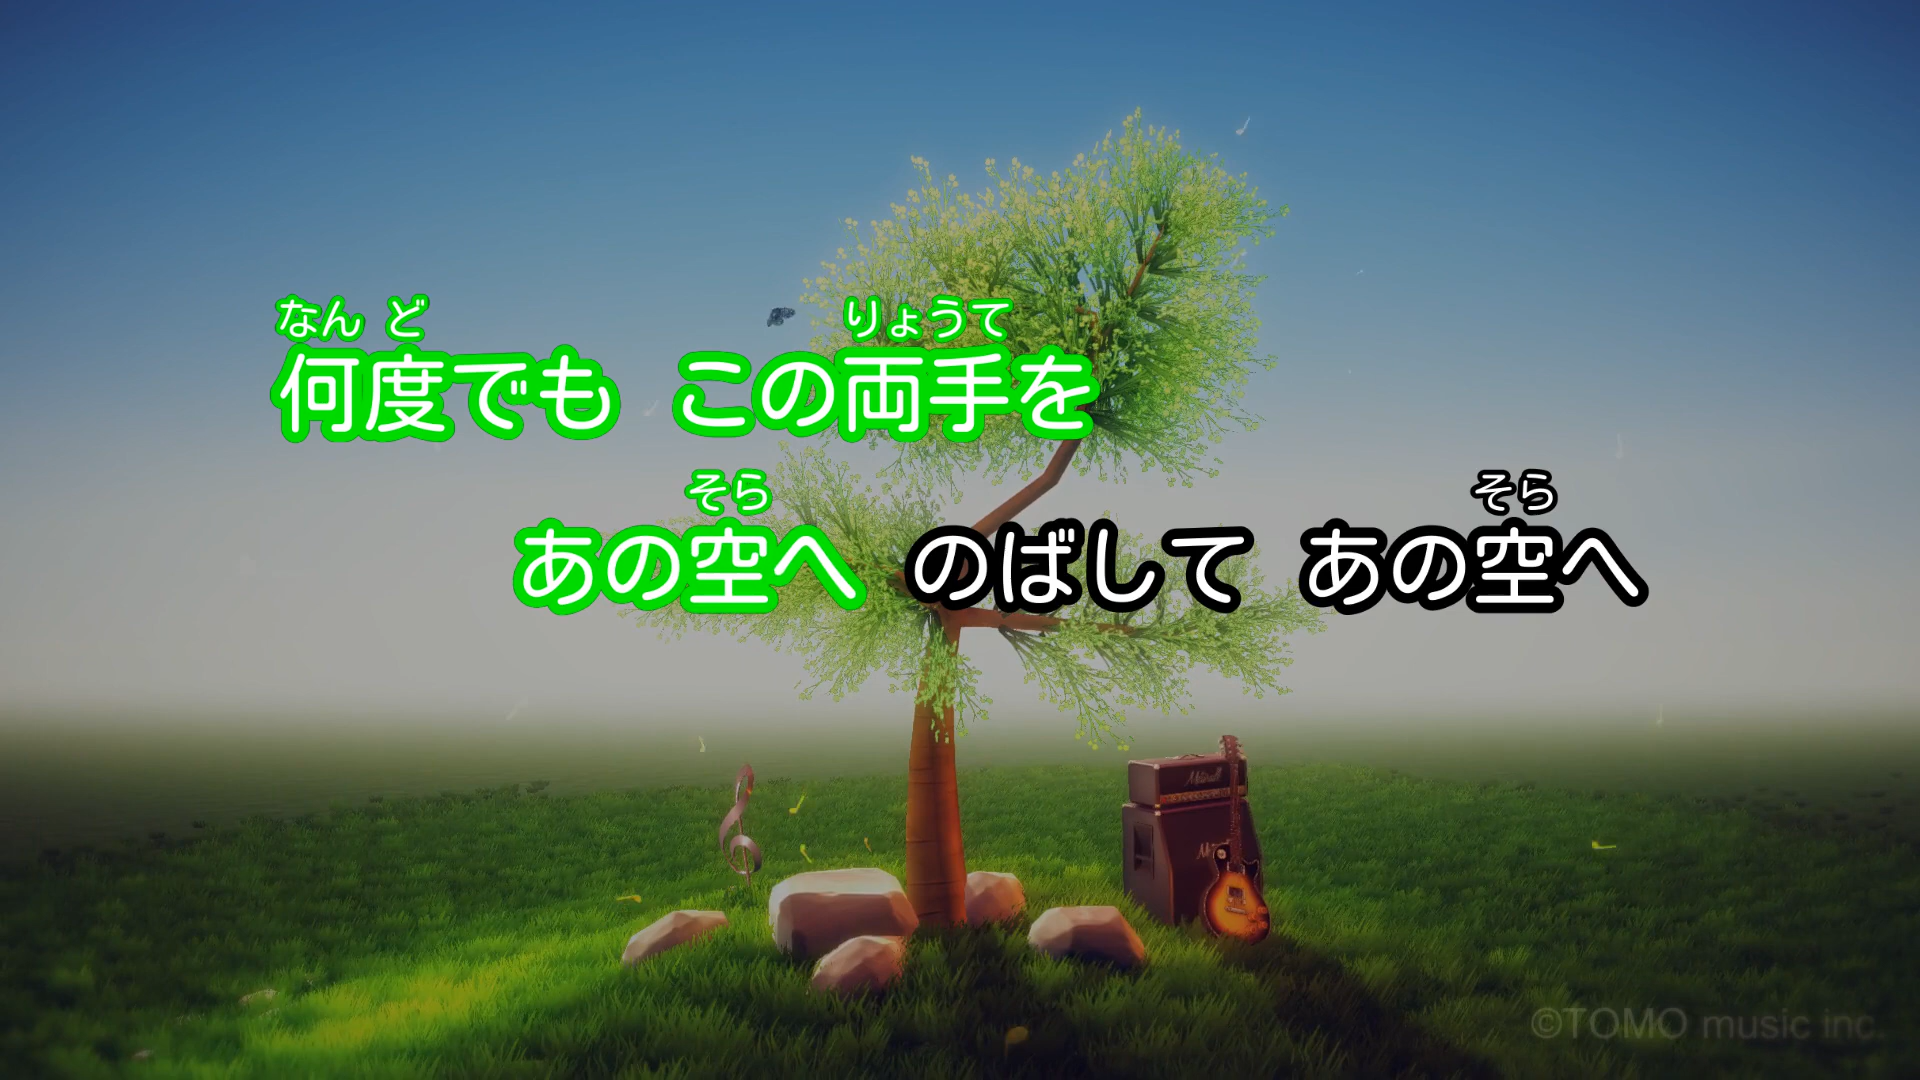 なん ど りょうて
何度でも この両手を
そら そら
あの空へ のばして あの空へ
Marshall
©TOMO music inc.